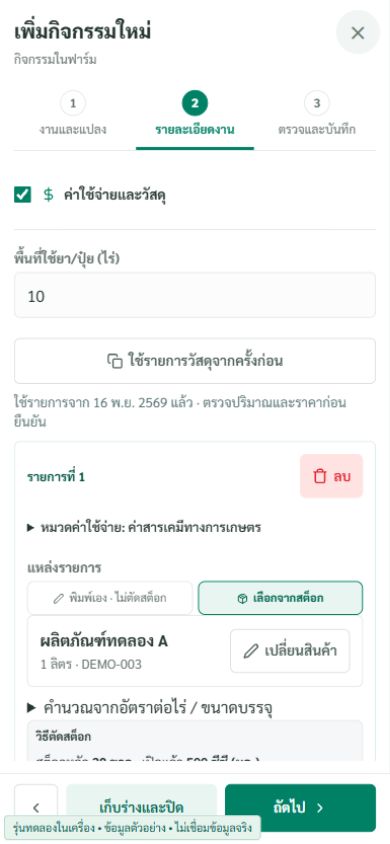 เพิ่มกิจกรรมใหม่
กิจกรรมในฟาร์ม
1
2
3
งานและแปลง
รายละเอียดงาน
ตรวจและบันทึก
$ ค่าใช้จ่ายและวัสดุ
พื้นที่ใช้ยา/ปุ๋ย (ไร่)
10
ใช้รายการวัสดุจากครั้งก่อน
ใช้รายการจาก 16 พ.ย. 2569 แล้ว · ตรวจปริมาณและราคาก่อน
ยืนยัน
รายการที่ 1
ลบ
หมวดค่าใช้จ่าย: ค่าสารเคมีทางการเกษตร
แหล่งรายการ
พิมพ์เอง · ไม่ตัดสต็อก
เลือกจากสต็อก
ผลิตภัณฑ์ทดลอง A
1 ลิตร · DEMO-003
เปลี่ยนสินค้า
คำนวณจากอัตราต่อไร่ / ขนาดบรรจุ
วิธีตัดสต็อก
เก็บร่างและปิด
ถัดไป
รุ่นทดลองในเครื่อง • ข้อมูลตัวอย่าง • ไม่เชื่อมข้อมูลจริง